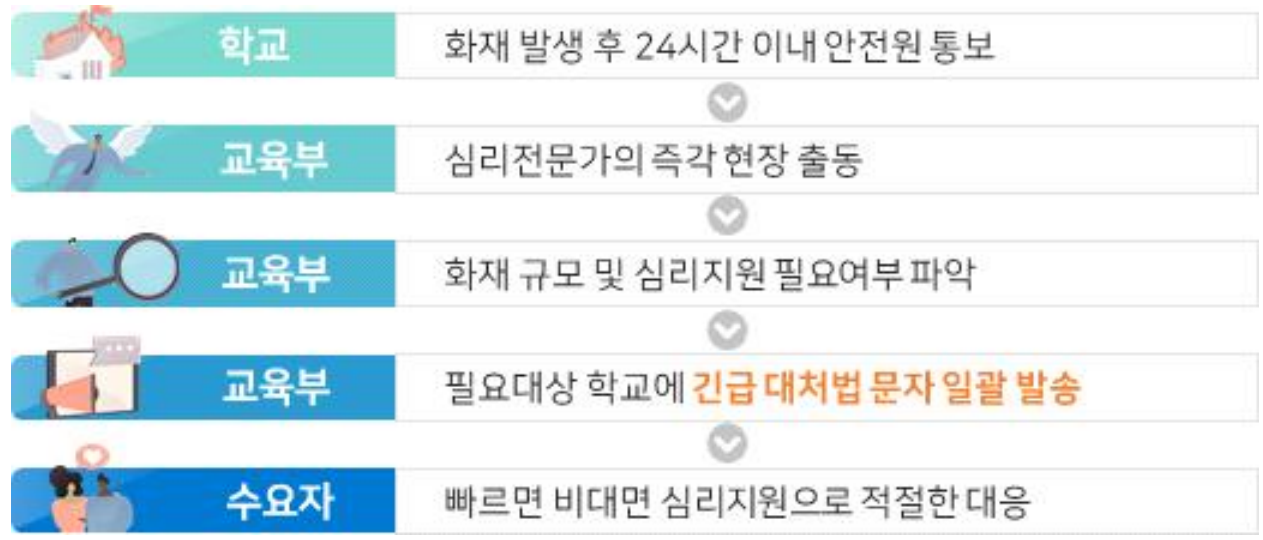 학교
화재 발생 후 24시간 이내 안전원 통보
교육부
심리전문가의 즉각 현장 출동
교육부
화재 규모 및 심리지원 필요여부 파악
교육부
필요대상 학교에 긴급 대처법 문자 일괄 발송
수요자
빠르면 비대면 심리지원으로 적절한 대응